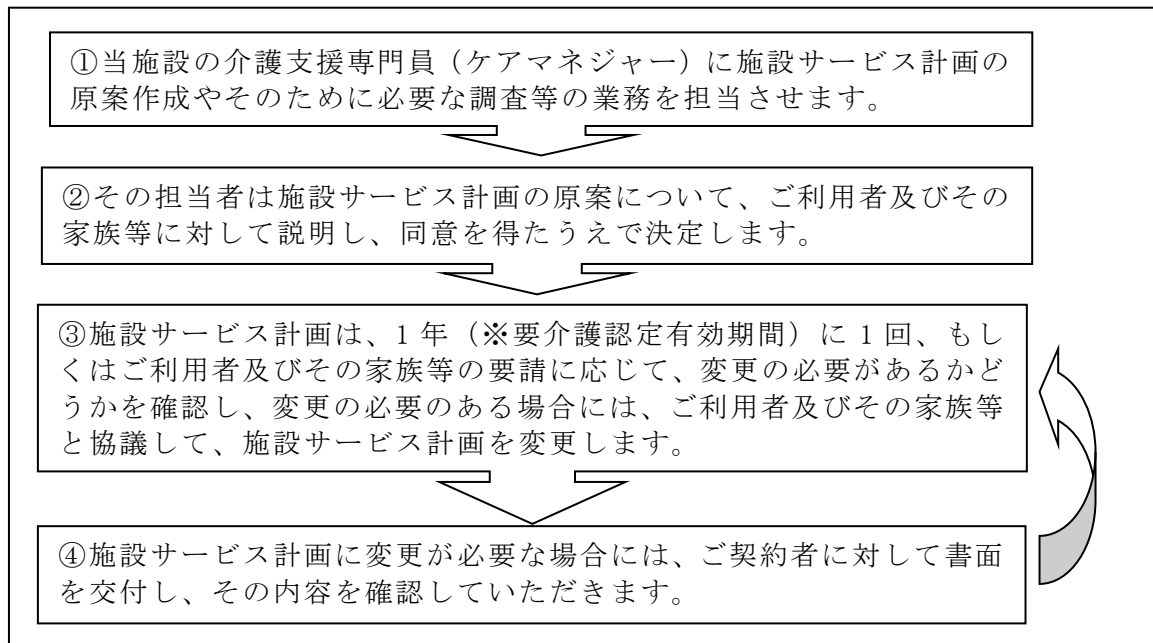 ①当施設の介護支援専門員（ケアマネジャー）に施設サービス計画の
原案作成やそのために必要な調査等の業務を担当させます。
②その担当者は施設サービス計画の原案について、ご利用者及びその
家族等に対して説明し、同意を得たうえで決定します。
③施設サービス計画は、1 年（※要介護認定有効期間）に 1 回、もし
くはご利用者及びその家族等の要請に応じて、変更の必要があるかど
うかを確認し、変更の必要のある場合には、ご利用者及びその家族等
と協議して、施設サービス計画を変更します。
④施設サービス計画に変更が必要な場合には、ご契約者に対して書面
を交付し、その内容を確認していただきます。